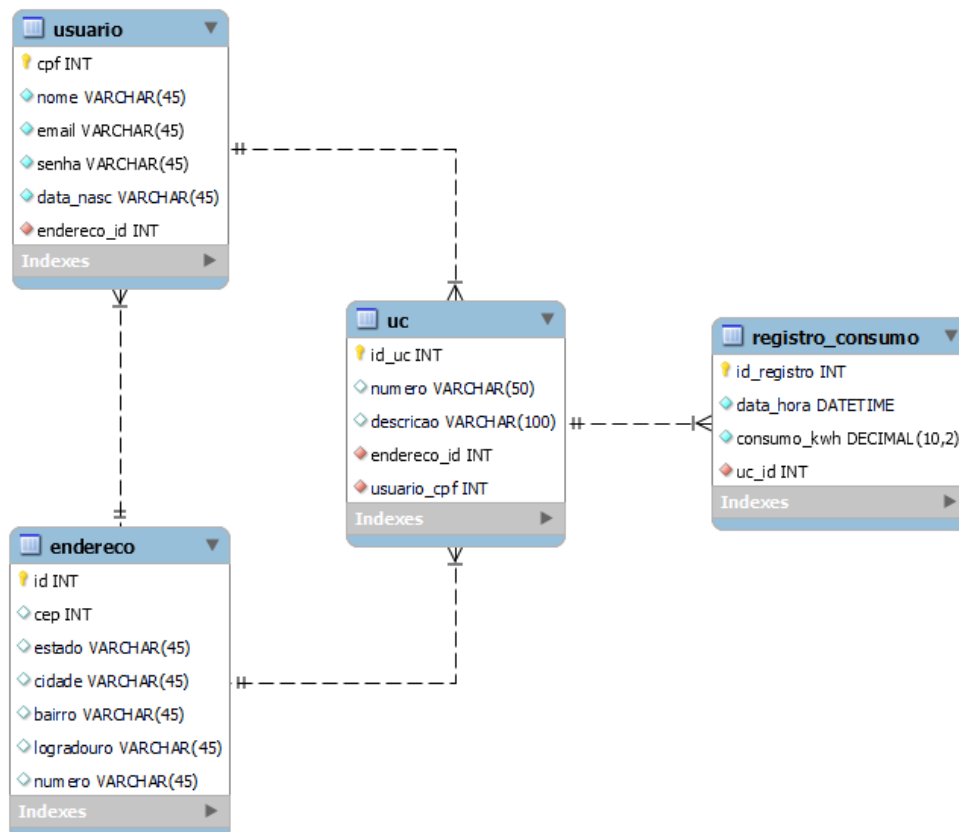 usuario
cpf INT
nome VARCHAR(45)
email VARCHAR(45)
senha VARCHAR(45)
data_nasc VARCHAR(45)
endereco_id INT
Indexes
uc
id_uc INT
numero VARCHAR(50)
descricao VARCHAR(100)
endereco_id INT
usuario_cpf INT
Indexes
registro_consumo
id_registro INT
data_hora DATETIME
consumo_kwh DECIMAL(10,2)
uc_id INT
Indexes
endereco
id INT
cep INT
estado VARCHAR(45)
cidade VARCHAR(45)
bairro VARCHAR(45)
logradouro VARCHAR(45)
numero VARCHAR(45)
Indexes